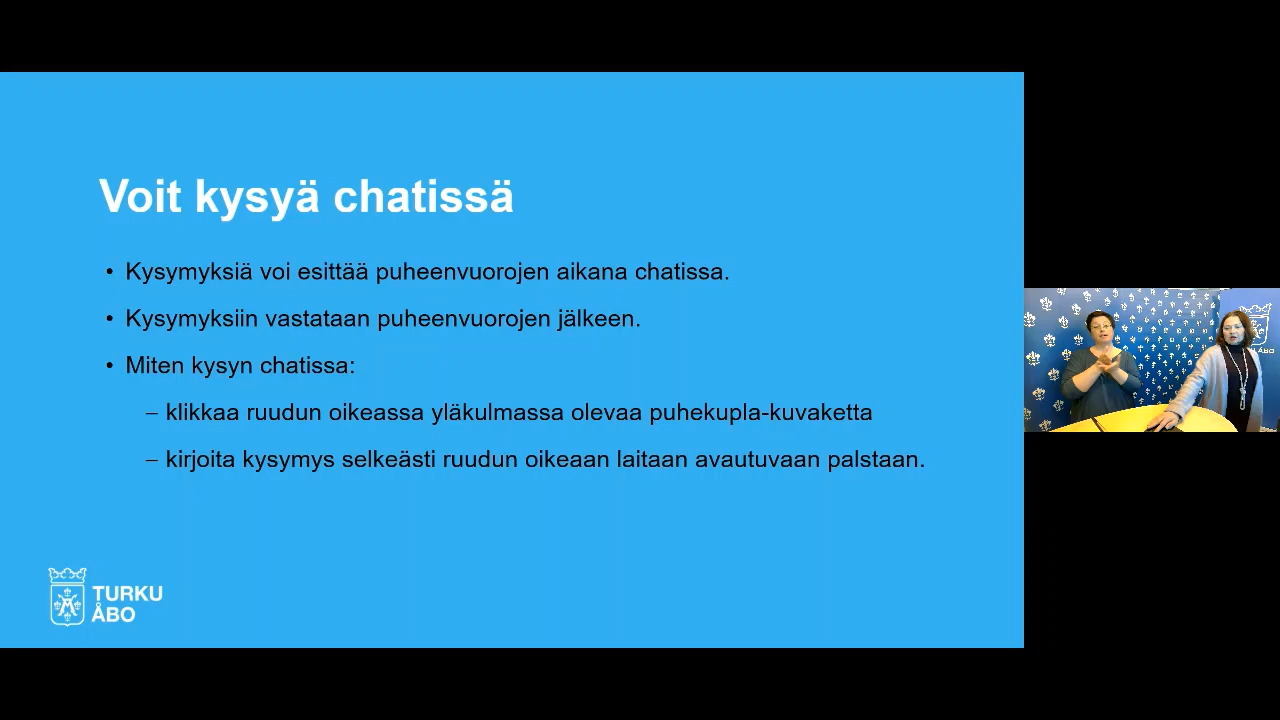 Voit kysyä chatissä
• Kysymyksiä voi esittää puheenvuorojen aikana chatissa.
• Kysymyksiin vastataan puheenvuorojen jälkeen.
• Miten kysyn chatissa:
– klikkaa ruudun oikeassa yläkulmassa olevaa puhekupla-kuvaketta
– kirjoita kysymys selkeästi ruudun oikeaan laitaan avautuvaan palstaan.
TURKU
ÅBO